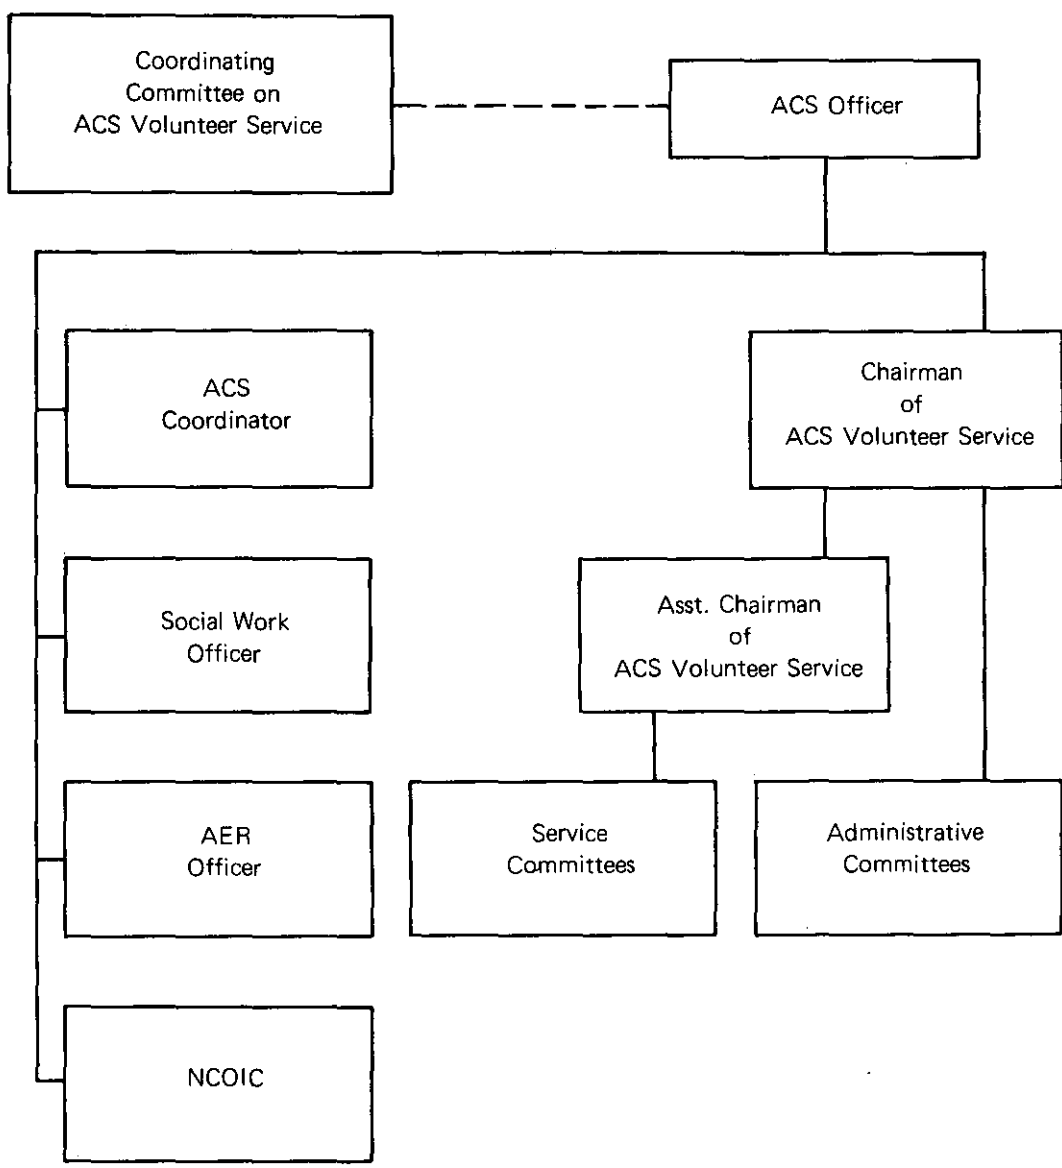 Coordinating
Committee on
ACS Volunteer Service
ACS Officer
ACS
Coordinator
Chairman
of
ACS Volunteer Service
Social Work
Officer
Asst. Chairman
of
ACS Volunteer Service
AER
Officer
Service
Committees
Administrative
Committees
NCOIC